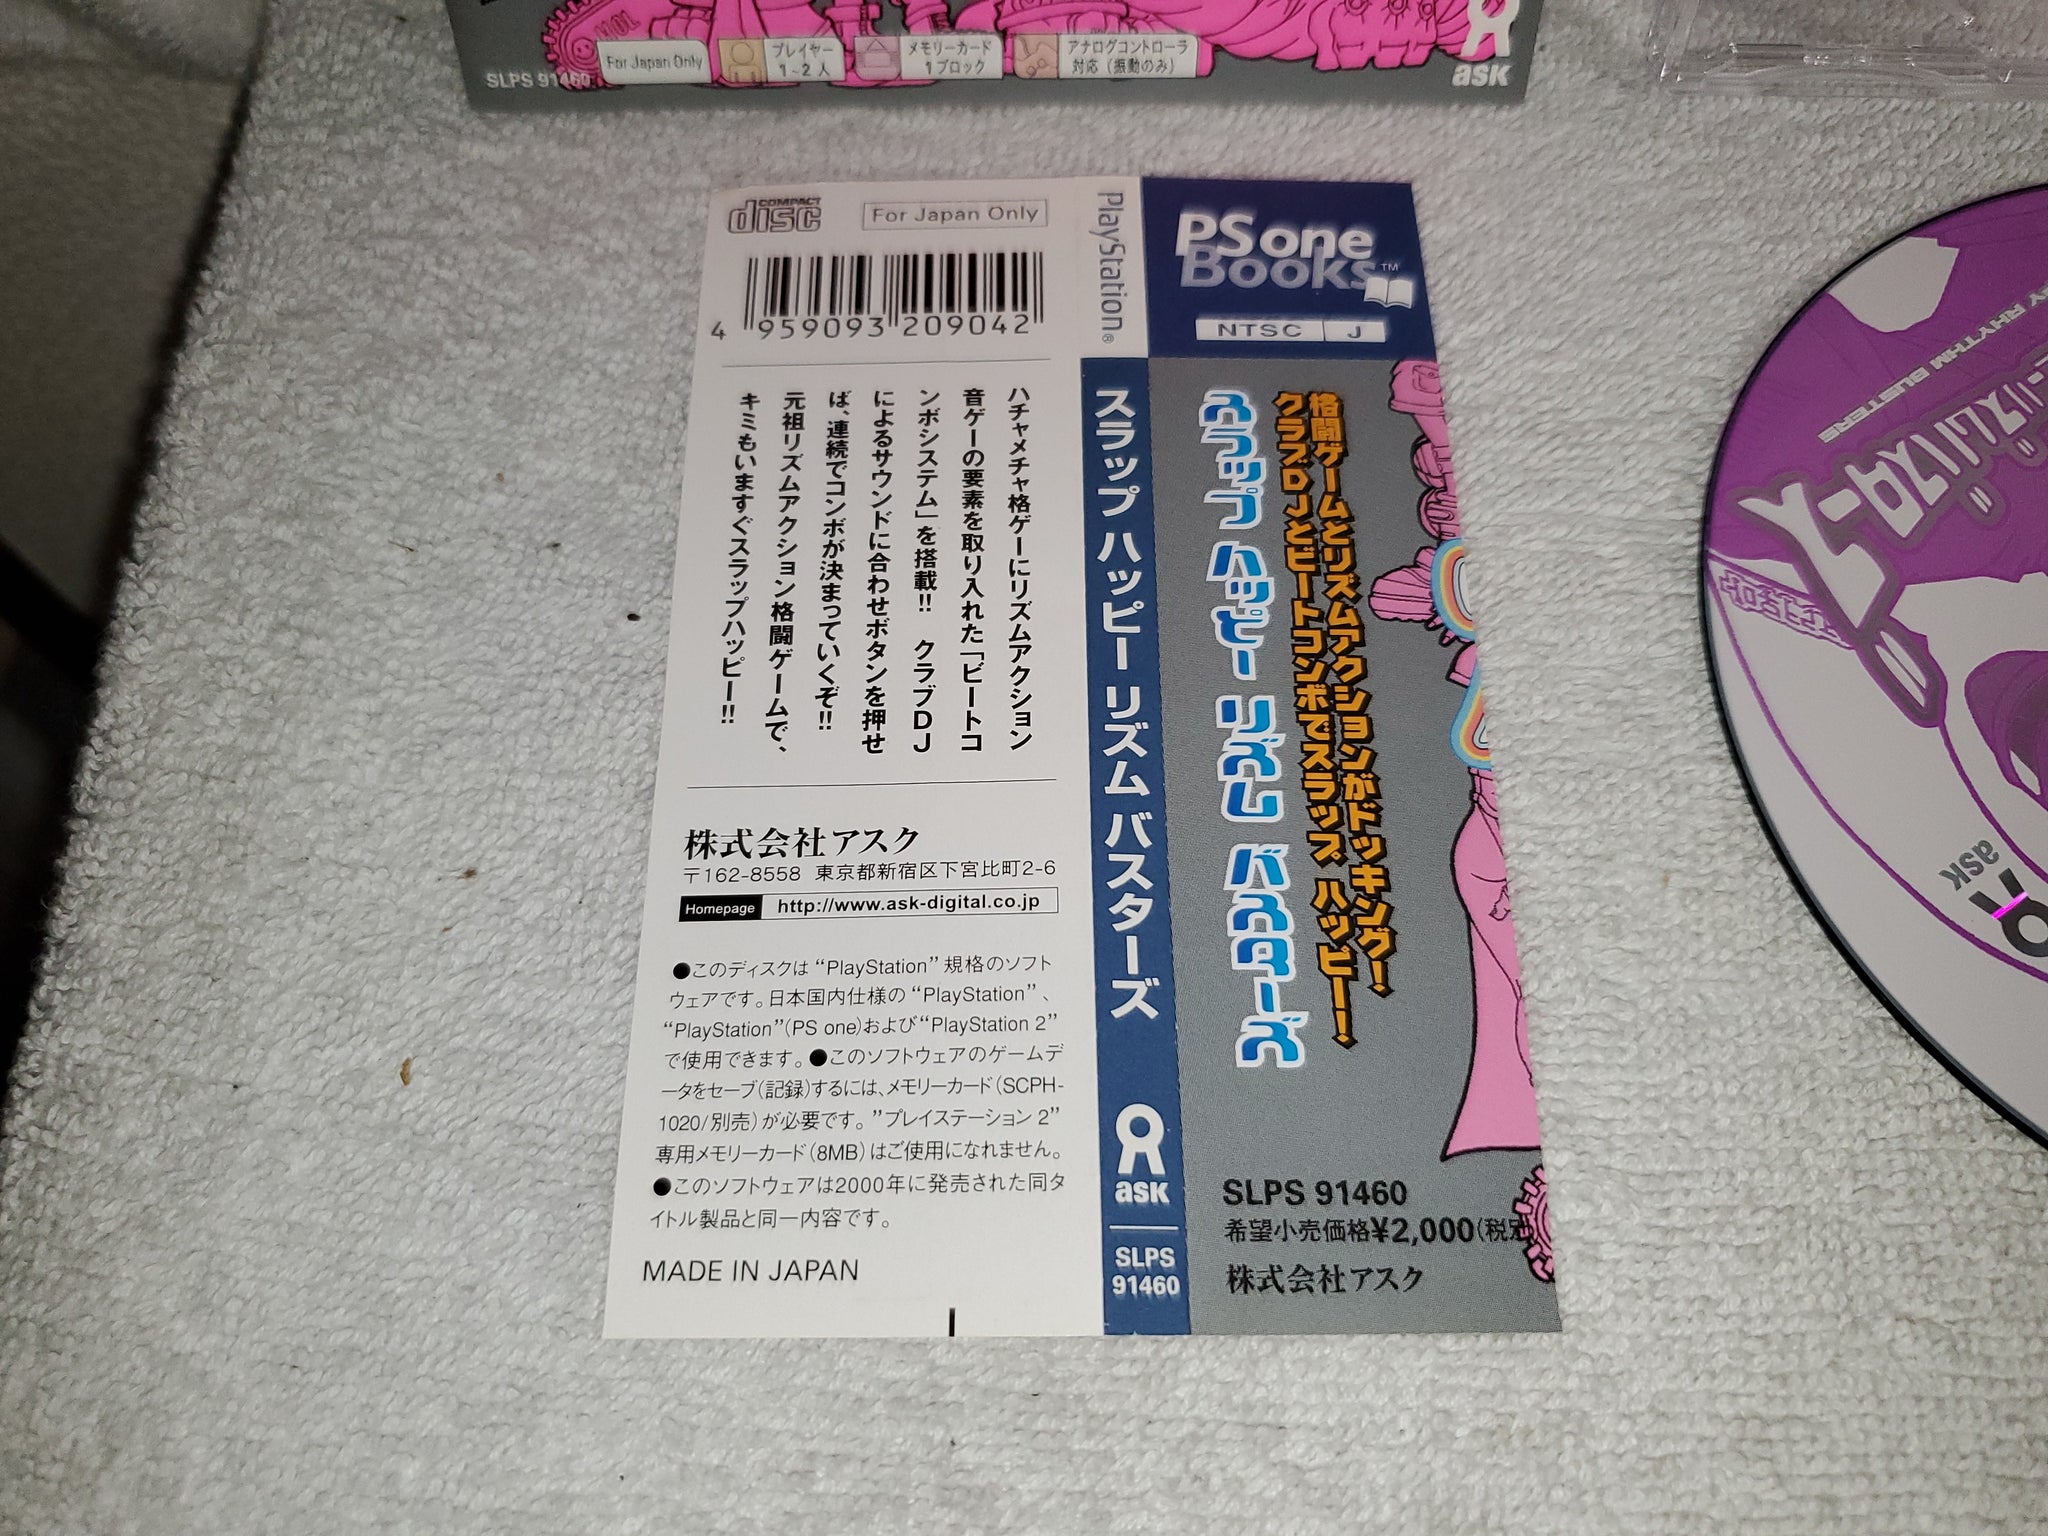 SLPS 91460
For Japan Only
プレイヤー
1~2人
メモリーカード
1ブロック
アナログコントローラ
対応(振動のみ)
ask
COMPACT
disc
For Japan Only
4 959093 209042
ハチャメチャ格ゲーにリズムアクション
音ゲーの要素を取り入れた「ビートコ
ンボシステム」を搭載!! クラブDJ
によるサウンドに合わせボタンを押せ
ば、連続でコンボが決まっていくぞ!!
元祖リズムアクション格闘ゲームで、
キミもいますぐスラップハッピー!!
株式会社アスク
〒162-8558 東京都新宿区下宮比町2-6
Homepage http://www.ask-digital.co.jp
●このディスクは“PlayStation”規格のソフト
ウェアです。日本国内仕様の“PlayStation”、
“PlayStation”(PS one)および“PlayStation 2”
で使用できます。●このソフトウェアのゲームデ
ータをセーブ(記録)するには、メモリーカード(SCPH-
1020/別売)が必要です。”プレイステーション 2”
専用メモリーカード(8MB)はご使用になれません。
●このソフトウェアは2000年に発売された同タ
イトル製品と同一内容です。
MADE IN JAPAN
PlayStation®
スラップ ハッピー リズム バスターズ
ask
SLPS
91460
PS one
Books™
NTSC J
格闘ゲームとリズムアクションがドッキング!
クラブDJとビートコンボでスラップ ハッピー!
スラップ ハッピー リズム バスターズ
SLPS 91460
希望小売価格¥2,000(税別
株式会社アスク
RHYTHM BUSTERS
リズムバスターズ
ask